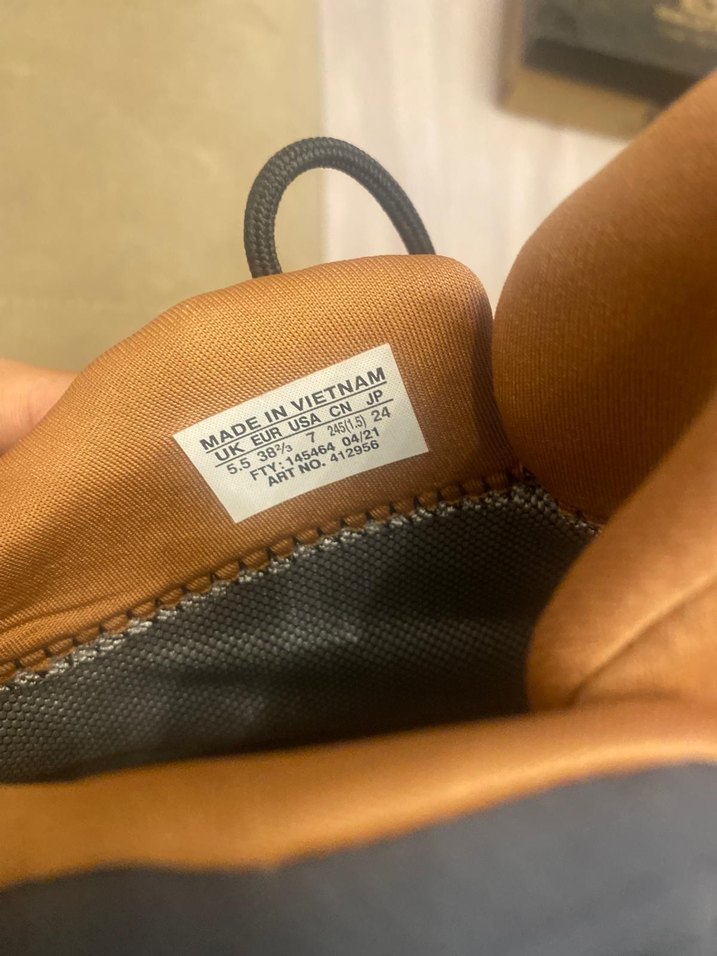 MADE IN VIETNAM
UK EUR USA CN JP
5.5 38⅔ 7 245(1.5) 24
FTY: 145464 04/21
ART NO. 412956